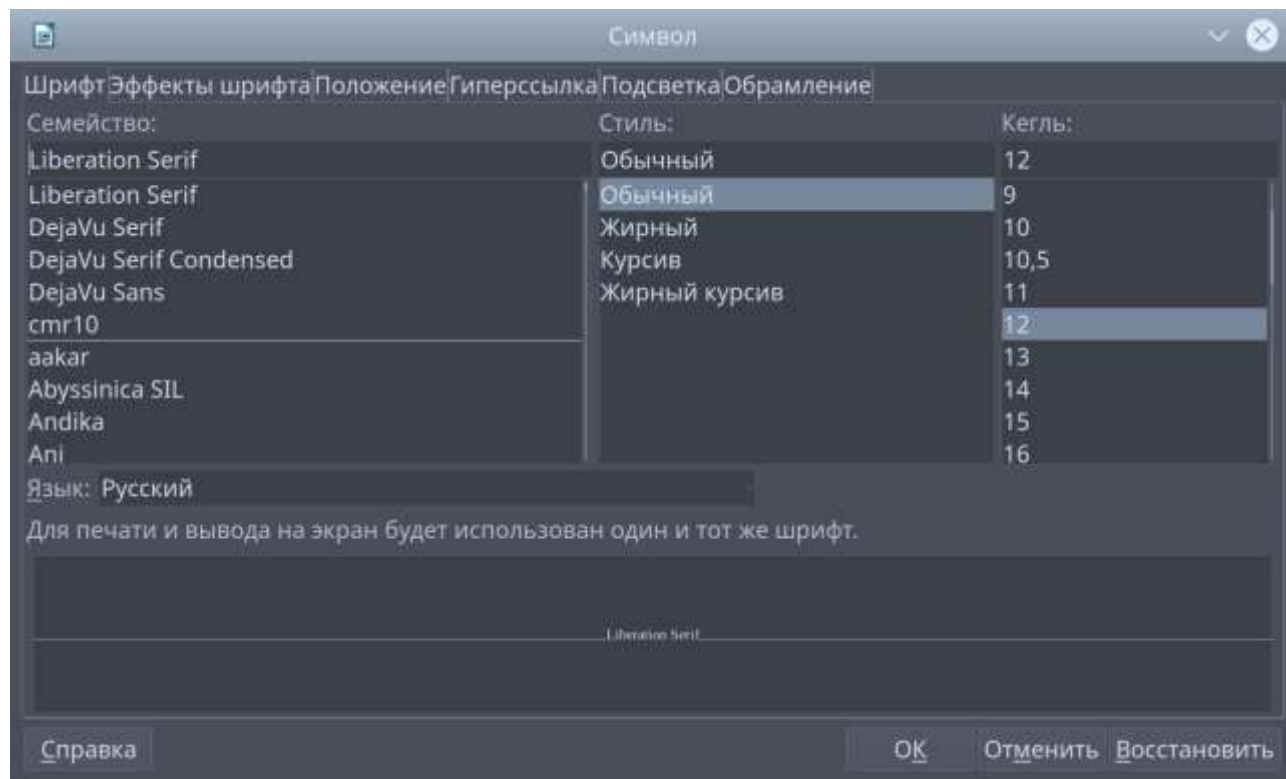 Символ
Шрифт Эффекты шрифта Положение Гиперссылка Подсветка Обрамление
Семейство: Стиль: Кегль:
Liberation Serif Обычный 12
Liberation Serif Обычный 9
DejaVu Serif Жирный 10
DejaVu Serif Condensed Курсив 10,5
DejaVu Sans Жирный курсив 11
cmr10 12
aakar 13
Abyssinica SIL 14
Andika 15
Ani 16
Язык: Русский
Для печати и вывода на экран будет использован один и тот же шрифт.
Liberation Serif
Справка OK Отменить Восстановить